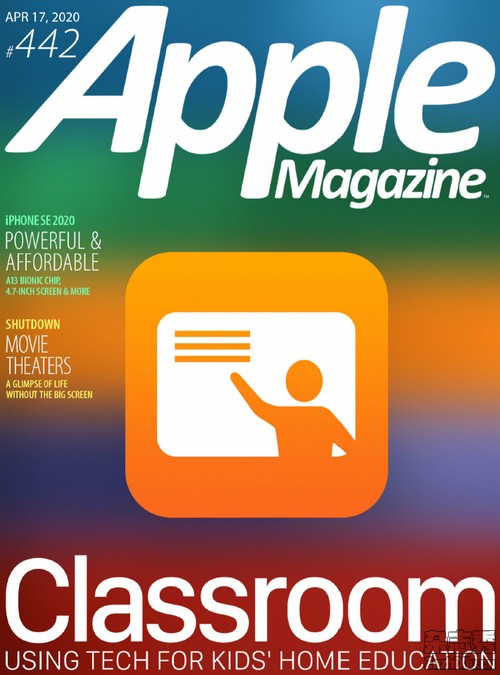 APR 17, 2020
#442
Apple
Magazine
™
iPHONE SE 2020
POWERFUL &
AFFORDABLE
A13 BIONIC CHIP,
4.7-INCH SCREEN & MORE
SHUTDOWN
MOVIE
THEATERS
A GLIMPSE OF LIFE
WITHOUT THE BIG SCREEN
Classroom
USING TECH FOR KIDS' HOME EDUCATION